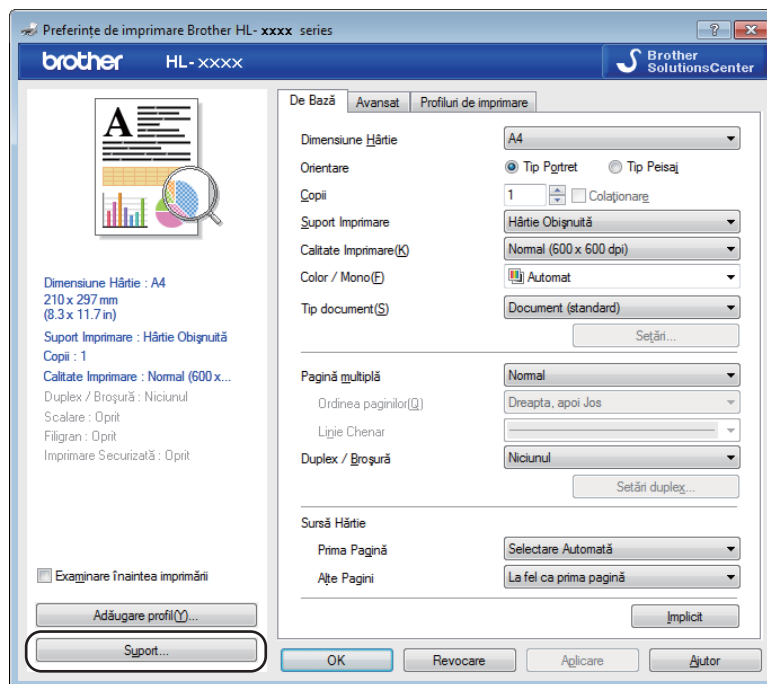 Preferințe de imprimare Brother HL- xxxx series
brother HL-xxxx
Brother
SolutionsCenter
De Bază Avansat Profiluri de imprimare
A
Dimensiune Hârtie A4
Orientare Tip Portret Tip Peisaj
Copii 1 Colaționare
Suport Imprimare Hârtie Obișnuită
Calitate Imprimare(K) Normal (600 x 600 dpi)
Color / Mono(F) Automat
Tip document(S) Document (standard)
Setări...
Pagină multiplă Normal
Ordinea paginilor(Q) Dreapta, apoi Jos
Linie Chenar
Duplex / Broșură Niciunul
Setări duplex...
Sursă Hârtie
Prima Pagină Selectare Automată
Alte Pagini La fel ca prima pagină
Implicit
Dimensiune Hârtie : A4
210 x 297 mm
(8.3 x 11.7 in)
Suport Imprimare : Hârtie Obișnuită
Copii : 1
Calitate Imprimare : Normal (600 x...
Duplex / Broșură : Niciunul
Scalare : Oprit
Filigran : Oprit
Imprimare Securizată : Oprit
Examinare înaintea imprimării
Adăugare profil(Y)...
Suport...
OK Revocare Aplicare Ajutor